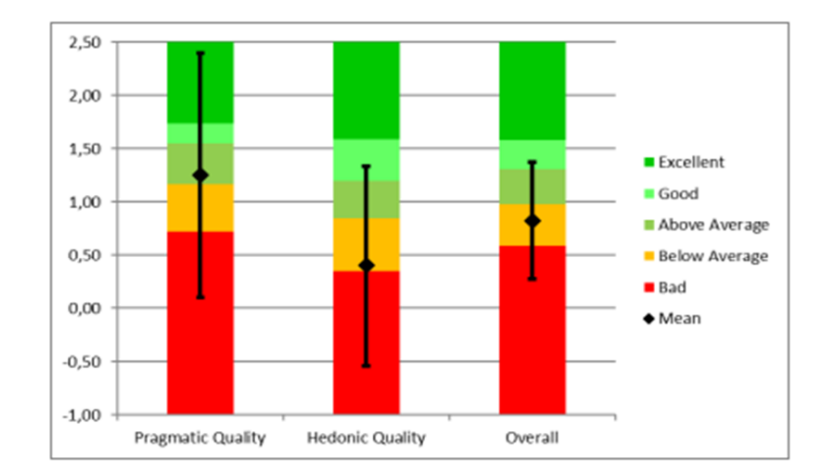 2,50
2,00
1,50
1,00
0,50
0,00
-0,50
-1,00
Pragmatic Quality
Hedonic Quality
Overall
Excellent
Good
Above Average
Below Average
Bad
Mean